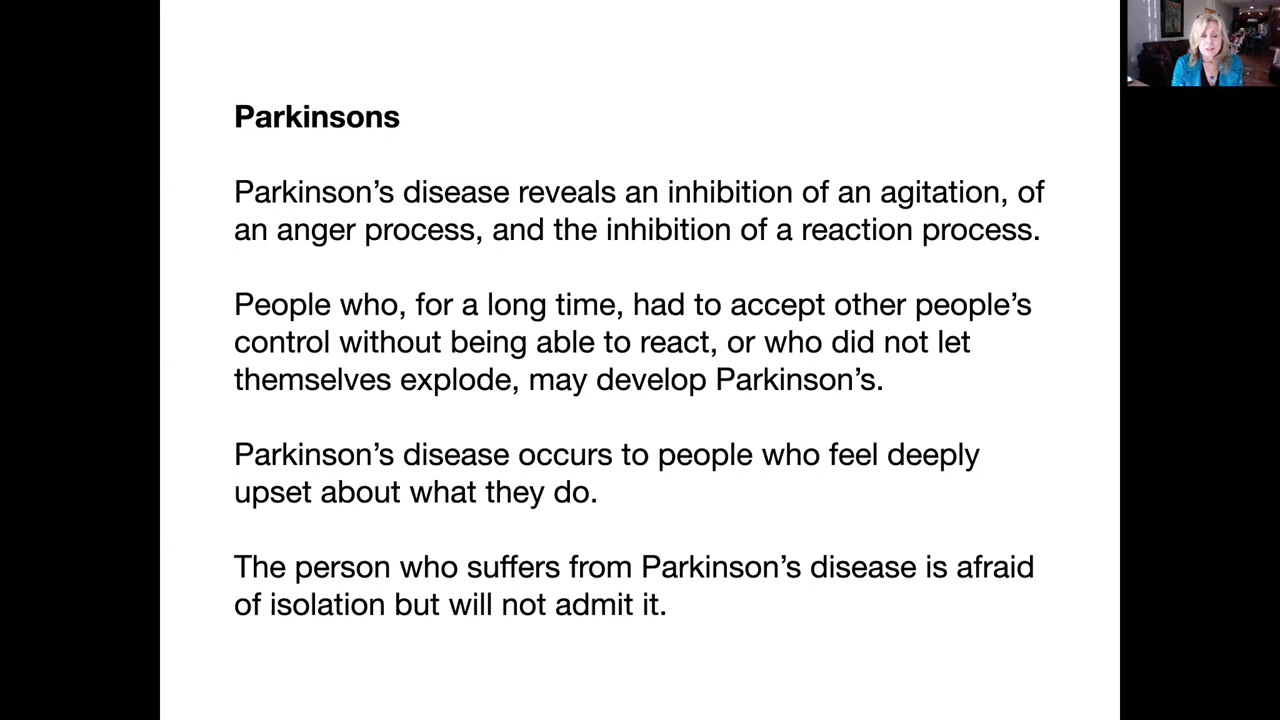 Parkinsons
Parkinson’s disease reveals an inhibition of an agitation, of
an anger process, and the inhibition of a reaction process.
People who, for a long time, had to accept other people’s
control without being able to react, or who did not let
themselves explode, may develop Parkinson’s.
Parkinson’s disease occurs to people who feel deeply
upset about what they do.
The person who suffers from Parkinson’s disease is afraid
of isolation but will not admit it.